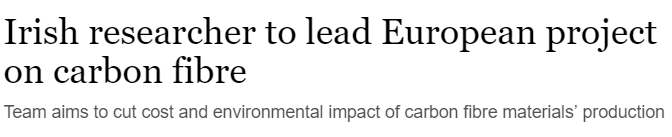 Irish researcher to lead European project
on carbon fibre
Team aims to cut cost and environmental impact of carbon fibre materials’ production